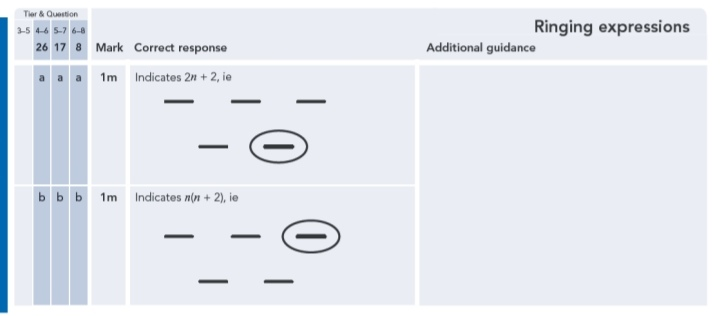 Tier & Question
3–5 4–6 5–7 6–8
Ringing expressions
26 17 8 Mark Correct response Additional guidance
a a a 1m Indicates 2n + 2, ie
b b b 1m Indicates n(n + 2), ie